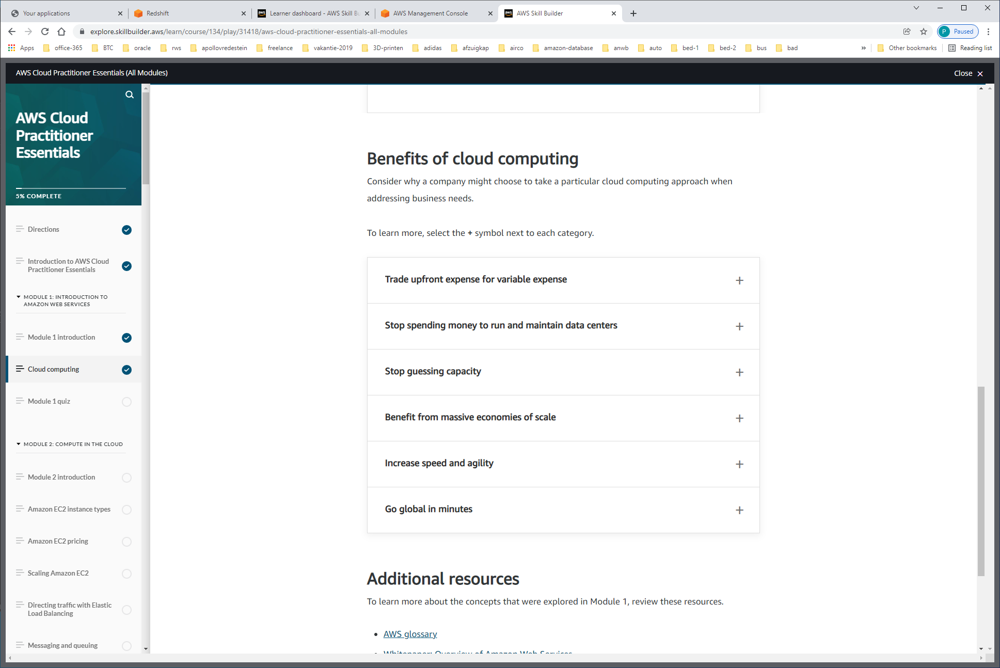 Your applications
Redshift
Learner dashboard - AWS Skill Bu
AWS Management Console
AWS Skill Builder
explore.skillbuilder.aws/learn/course/134/play/31418/aws-cloud-practitioner-essentials-all-modules
P Paused
Apps
office-365
BTC
oracle
rws
apollovredestein
freelance
vakantie-2019
3D-printen
adidas
afzuigkap
airco
amazon-database
anwb
auto
bed-1
bed-2
bus
bad
»
Other bookmarks
Reading list
AWS Cloud Practitioner Essentials (All Modules)
Close
AWS Cloud
Practitioner
Essentials
5% COMPLETE
Directions
Introduction to AWS Cloud
Practitioner Essentials
MODULE 1: INTRODUCTION TO
AMAZON WEB SERVICES
Module 1 introduction
Cloud computing
Module 1 quiz
MODULE 2: COMPUTE IN THE CLOUD
Module 2 introduction
Amazon EC2 instance types
Amazon EC2 pricing
Scaling Amazon EC2
Directing traffic with Elastic
Load Balancing
Messaging and queuing
Benefits of cloud computing
Consider why a company might choose to take a particular cloud computing approach when
addressing business needs.
To learn more, select the + symbol next to each category.
Trade upfront expense for variable expense
Stop spending money to run and maintain data centers
Stop guessing capacity
Benefit from massive economies of scale
Increase speed and agility
Go global in minutes
Additional resources
To learn more about the concepts that were explored in Module 1, review these resources.
• AWS glossary
• Whitepaper: Overview of Amazon Web Services